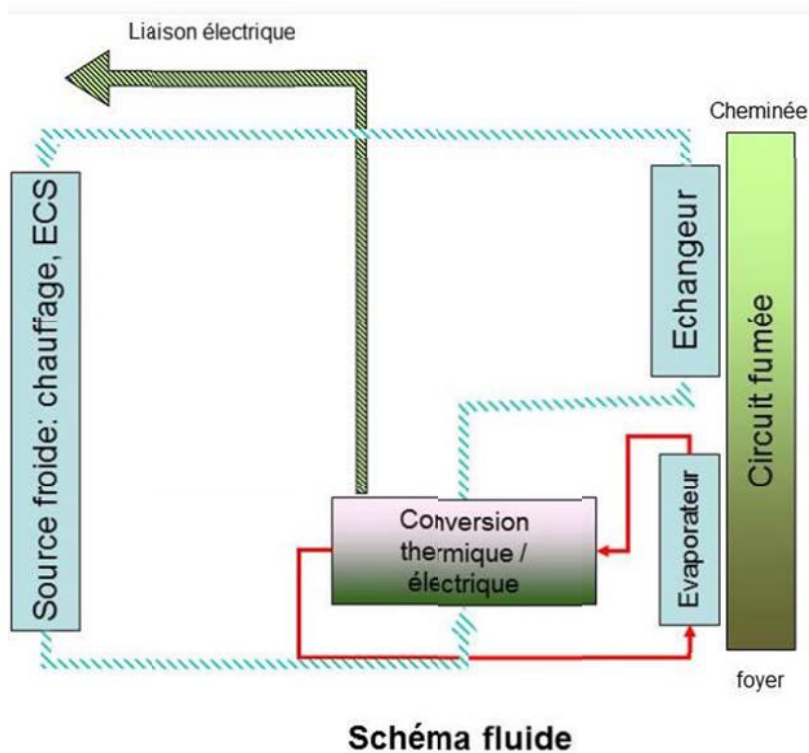 Liaison électrique
Cheminée
Source froide: chauffage, ECS
Echangeur
Circuit fumée
Conversion
thermique /
électrique
Evaporateur
foyer
Schéma fluide